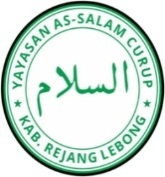 YAYASAN AS-SALAM CURUP
السلام
KAB. REJANG LEBONG